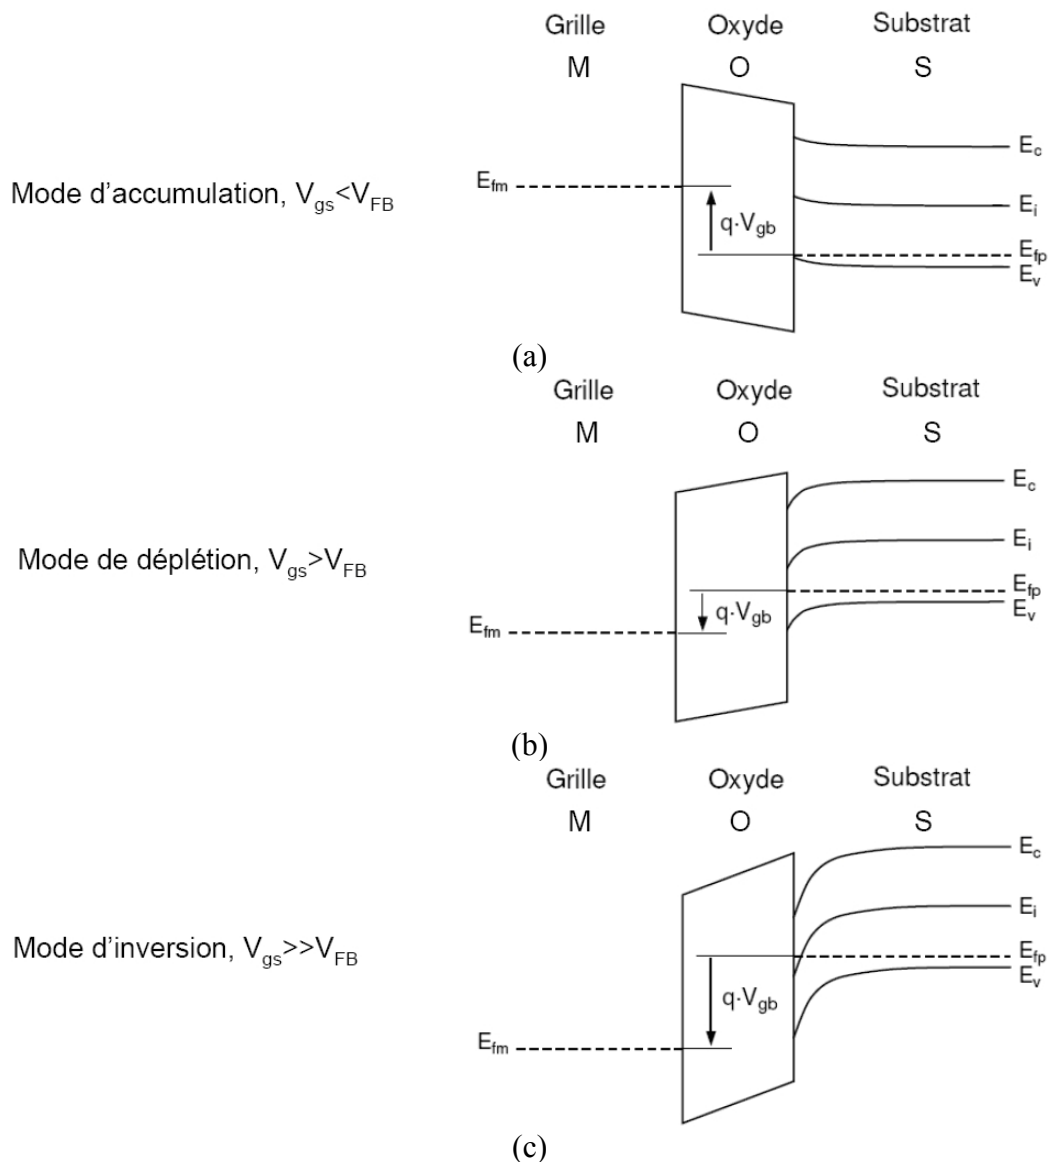 Grille Oxyde Substrat
M O S
E_c
E_fm
Mode d'accumulation, V_gs<V_FB
E_i
q·V_gb
E_fp
E_v
(a)
Grille Oxyde Substrat
M O S
E_c
E_i
Mode de déplétion, V_gs>V_FB
E_fp
q·V_gb
E_v
E_fm
(b)
Grille Oxyde Substrat
M O S
E_c
E_i
Mode d'inversion, V_gs>>V_FB
E_fp
E_v
q·V_gb
E_fm
(c)